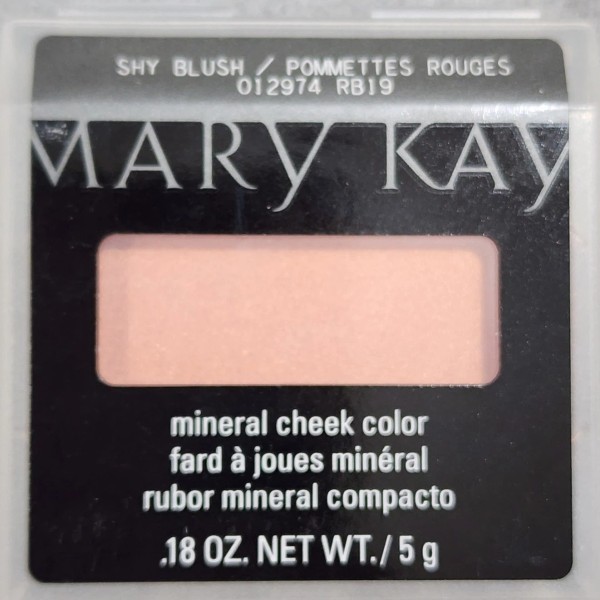 SHY BLUSH / POMMETTES ROUGES
012974 RB19
MARY KAY
mineral cheek color
fard à joues minéral
rubor mineral compacto
.18 OZ. NET WT./ 5 g